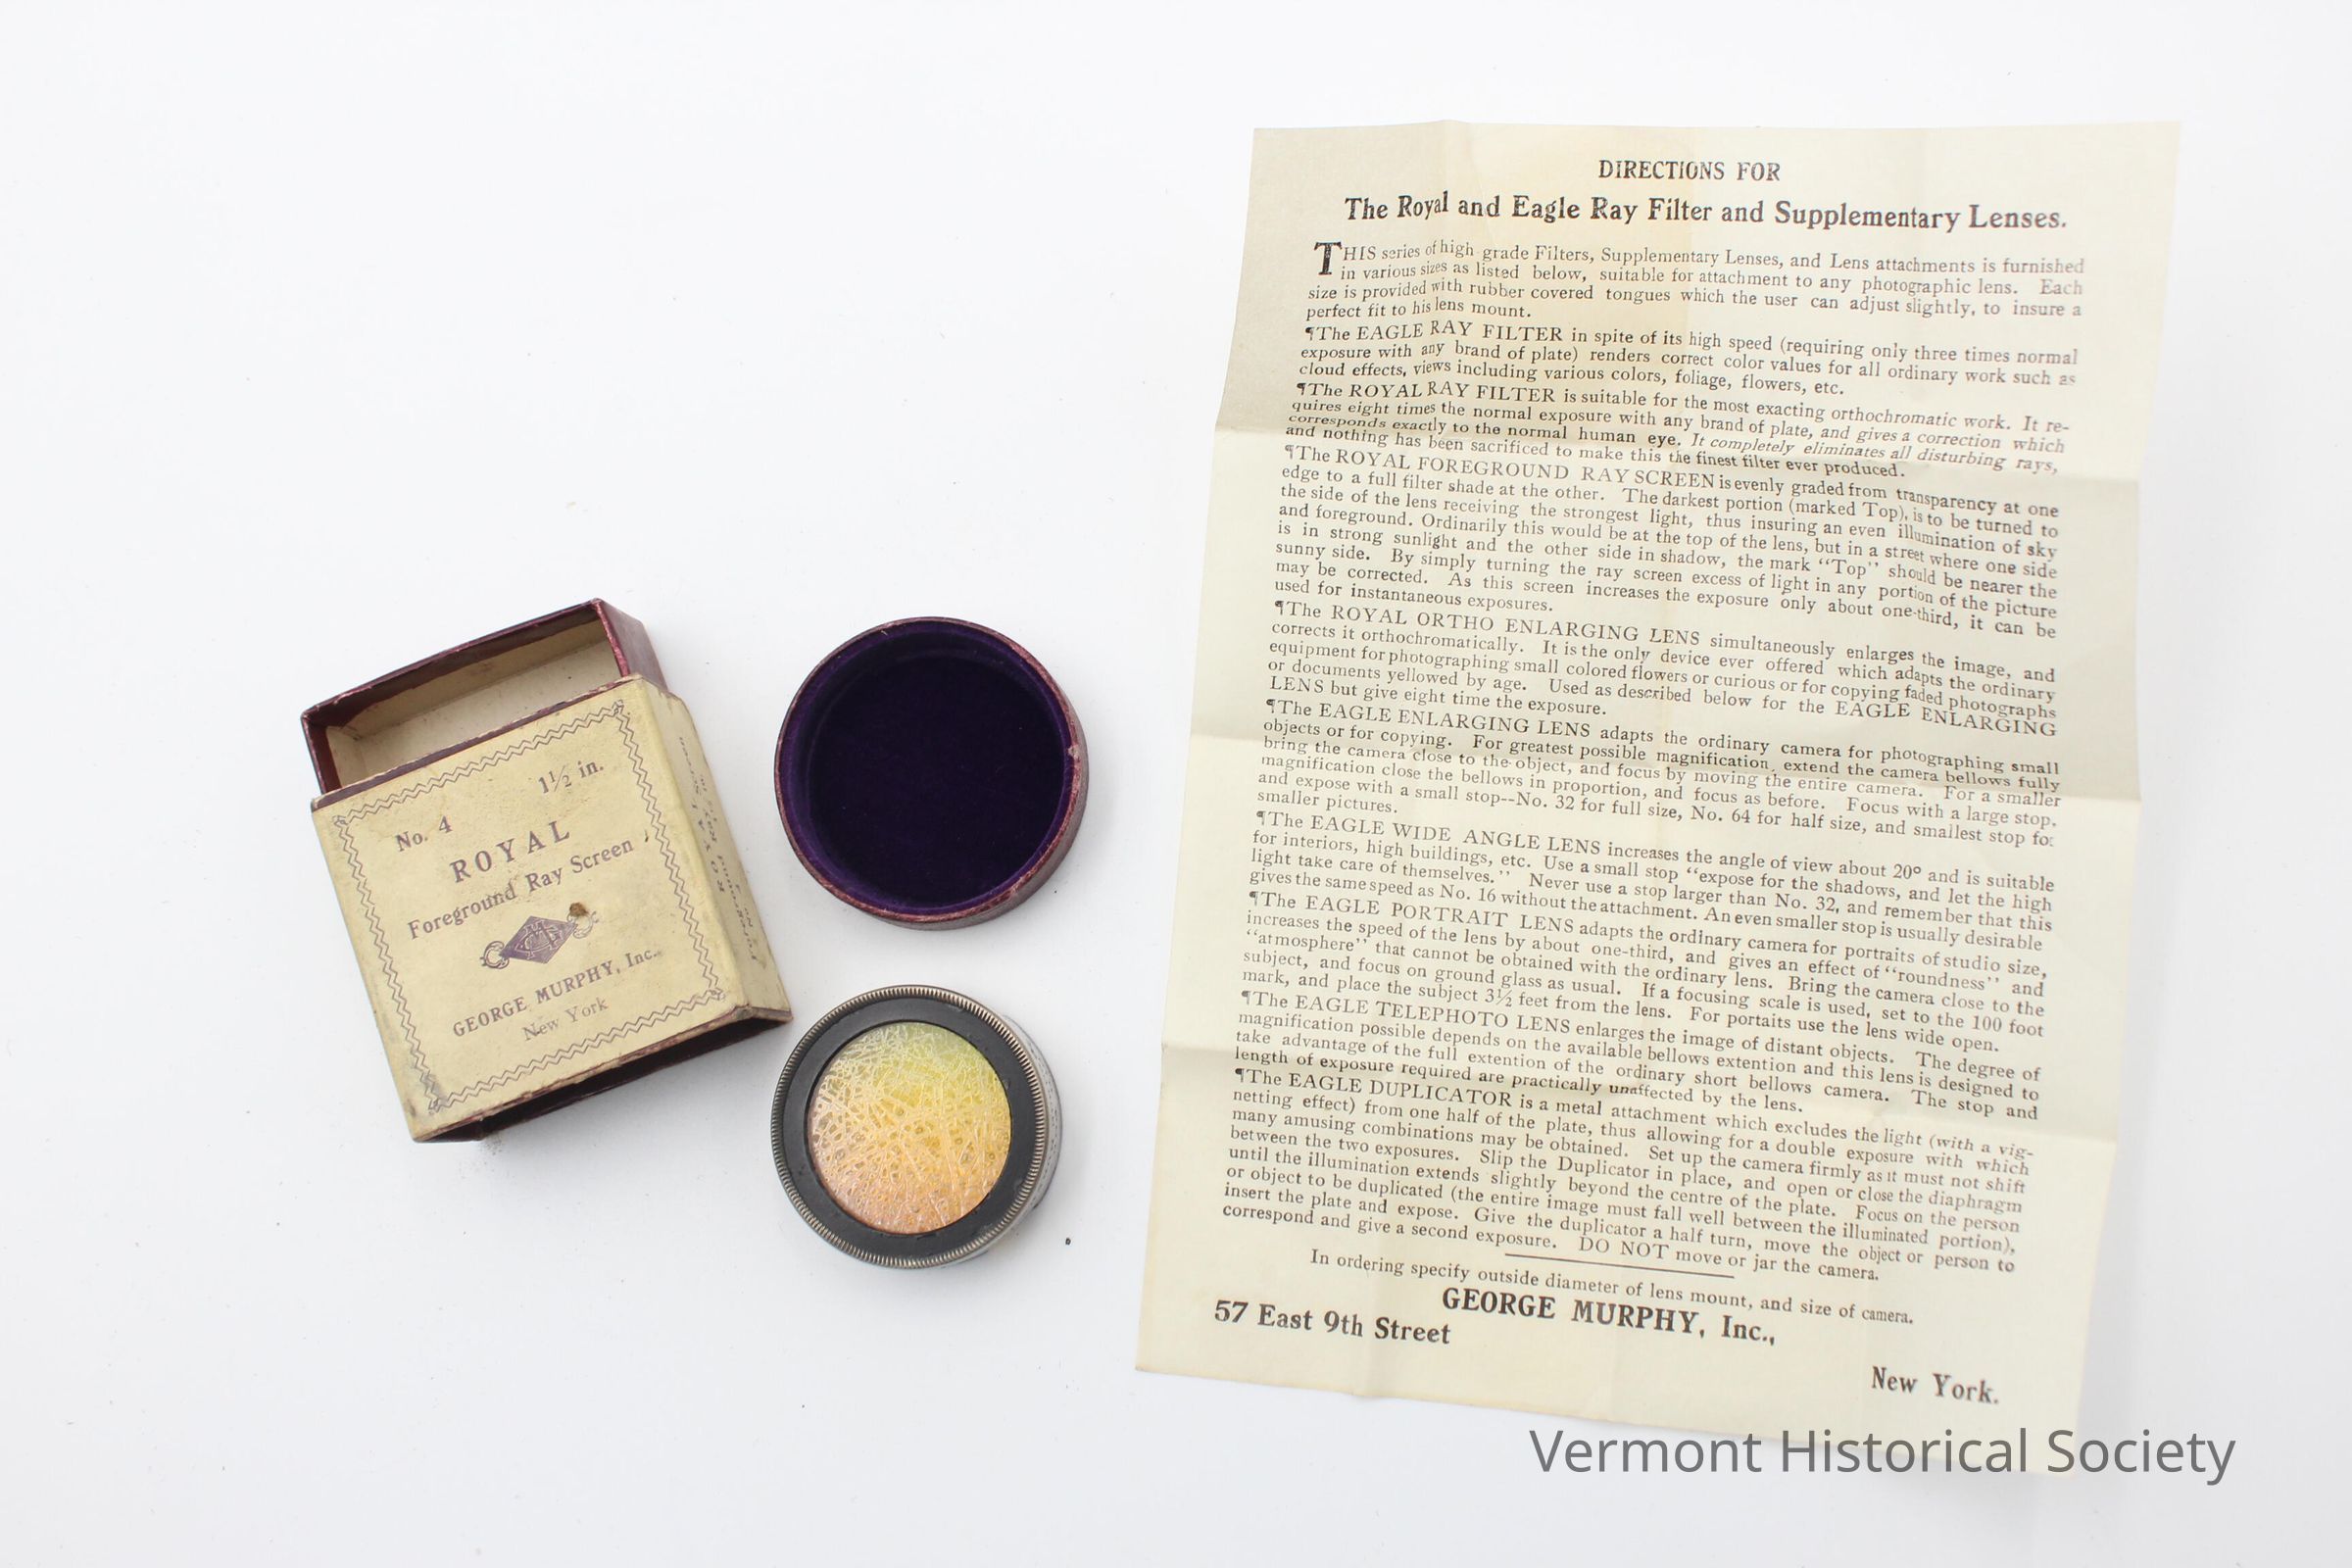 No. 4
1½ in.
ROYAL
Foreground Ray Screen
GEORGE MURPHY, Inc.
New York
DIRECTIONS FOR
The Royal and Eagle Ray Filter and Supplementary Lenses.
THIS series of high grade Filters, Supplementary Lenses, and Lens attachments is furnished
in various sizes as listed below, suitable for attachment to any photographic lens. Each
size is provided with rubber covered tongues which the user can adjust slightly, to insure a
perfect fit to his lens mount.
¶The EAGLE RAY FILTER in spite of its high speed (requiring only three times normal
exposure with any brand of plate) renders correct color values for all ordinary work such as
cloud effects, views including various colors, foliage, flowers, etc.
¶The ROYAL RAY FILTER is suitable for the most exacting orthochromatic work. It re-
quires eight times the normal exposure with any brand of plate, and gives a correction which
corresponds exactly to the normal human eye. It completely eliminates all disturbing rays,
and nothing has been sacrificed to make this the finest filter ever produced.
¶The ROYAL FOREGROUND RAY SCREEN is evenly graded from transparency at one
edge to a full filter shade at the other. The darkest portion (marked Top), is to be turned to
the side of the lens receiving the strongest light, thus insuring an even illumination of sky
and foreground. Ordinarily this would be at the top of the lens, but in a street where one side
is in strong sunlight and the other side in shadow, the mark "Top" should be nearer the
sunny side. By simply turning the ray screen excess of light in any portion of the picture
may be corrected. As this screen increases the exposure only about one-third, it can be
used for instantaneous exposures.
¶The ROYAL ORTHO ENLARGING LENS simultaneously enlarges the image, and
corrects it orthochromatically. It is the only device ever offered which adapts the ordinary
equipment for photographing small colored flowers or curious or for copying faded photographs
or documents yellowed by age. Used as described below for the EAGLE ENLARGING
LENS but give eight time the exposure.
¶The EAGLE ENLARGING LENS adapts the ordinary camera for photographing small
objects or for copying. For greatest possible magnification, extend the camera bellows fully
bring the camera close to the object, and focus by moving the entire camera. For a smaller
magnification close the bellows in proportion, and focus as before. Focus with a large stop,
and expose with a small stop--No. 32 for full size, No. 64 for half size, and smallest stop for
smaller pictures.
¶The EAGLE WIDE ANGLE LENS increases the angle of view about 20° and is suitable
for interiors, high buildings, etc. Use a small stop "expose for the shadows, and let the high
light take care of themselves." Never use a stop larger than No. 32, and remember that this
gives the same speed as No. 16 without the attachment. An even smaller stop is usually desirable
¶The EAGLE PORTRAIT LENS adapts the ordinary camera for portraits of studio size,
increases the speed of the lens by about one-third, and gives an effect of "roundness" and
"atmosphere" that cannot be obtained with the ordinary lens. Bring the camera close to the
subject, and focus on ground glass as usual. If a focusing scale is used, set to the 100 foot
mark, and place the subject 3½ feet from the lens. For portaits use the lens wide open.
¶The EAGLE TELEPHOTO LENS enlarges the image of distant objects. The degree of
magnification possible depends on the available bellows extention and this lens is designed to
take advantage of the full extention of the ordinary short bellows camera. The stop and
length of exposure required are practically unaffected by the lens.
¶The EAGLE DUPLICATOR is a metal attachment which excludes the light (with a vig-
netting effect) from one half of the plate, thus allowing for a double exposure with which
many amusing combinations may be obtained. Set up the camera firmly as it must not shift
between the two exposures. Slip the Duplicator in place, and open or close the diaphragm
until the illumination extends slightly beyond the centre of the plate. Focus on the person
or object to be duplicated (the entire image must fall well between the illuminated portion),
insert the plate and expose. Give the duplicator a half turn, move the object or person to
correspond and give a second exposure. DO NOT move or jar the camera.
In ordering specify outside diameter of lens mount, and size of camera.
GEORGE MURPHY, Inc.,
57 East 9th Street
New York.
Vermont Historical Society